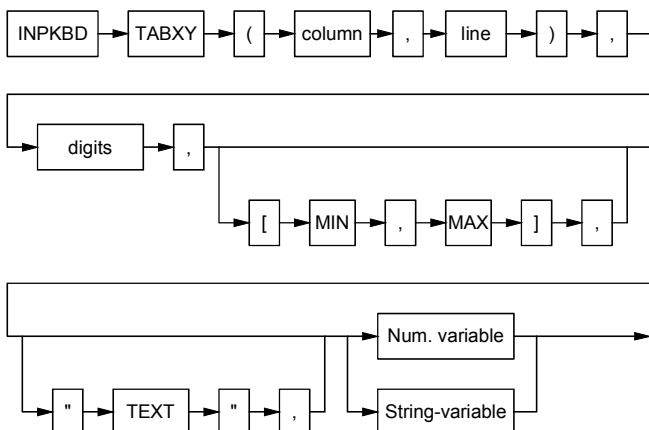 INPKBD TABXY ( column , line ) ,
digits ,
[ MIN , MAX ] ,
Num. variable
" TEXT " , String-variable